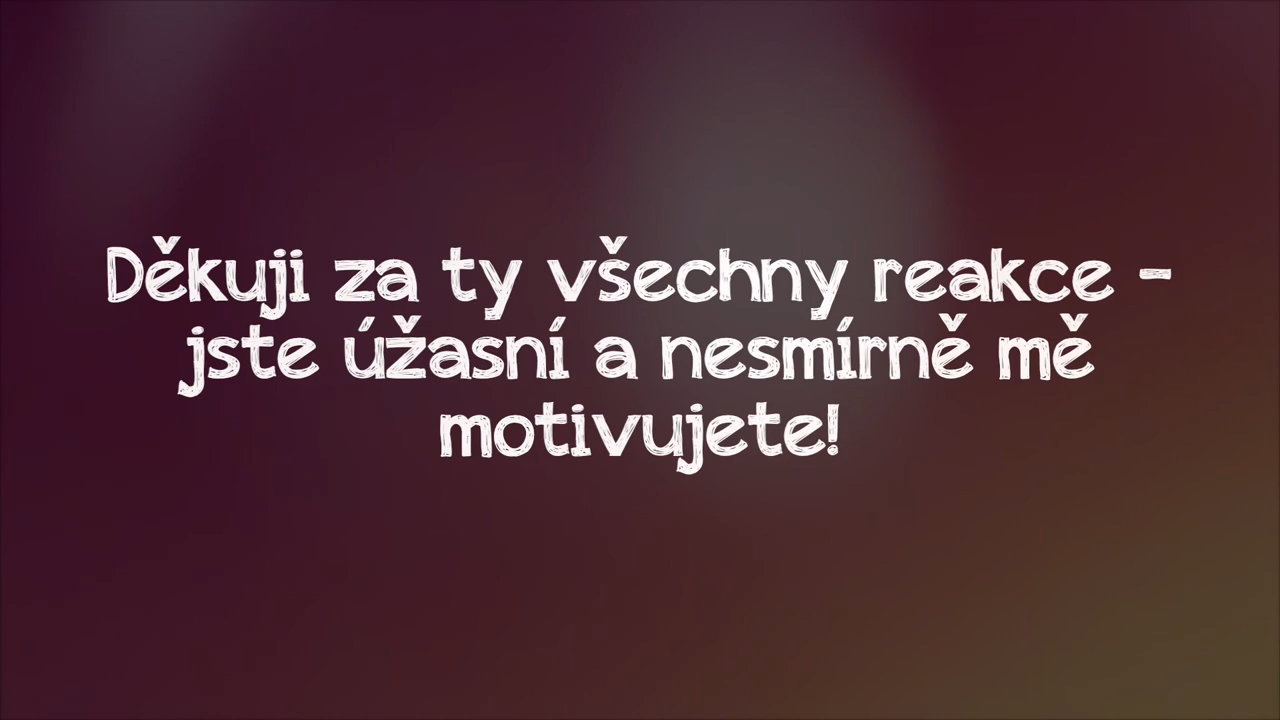 Děkuji za ty všechny reakce -
jste úžasní a nesmírně mě
motivujete!